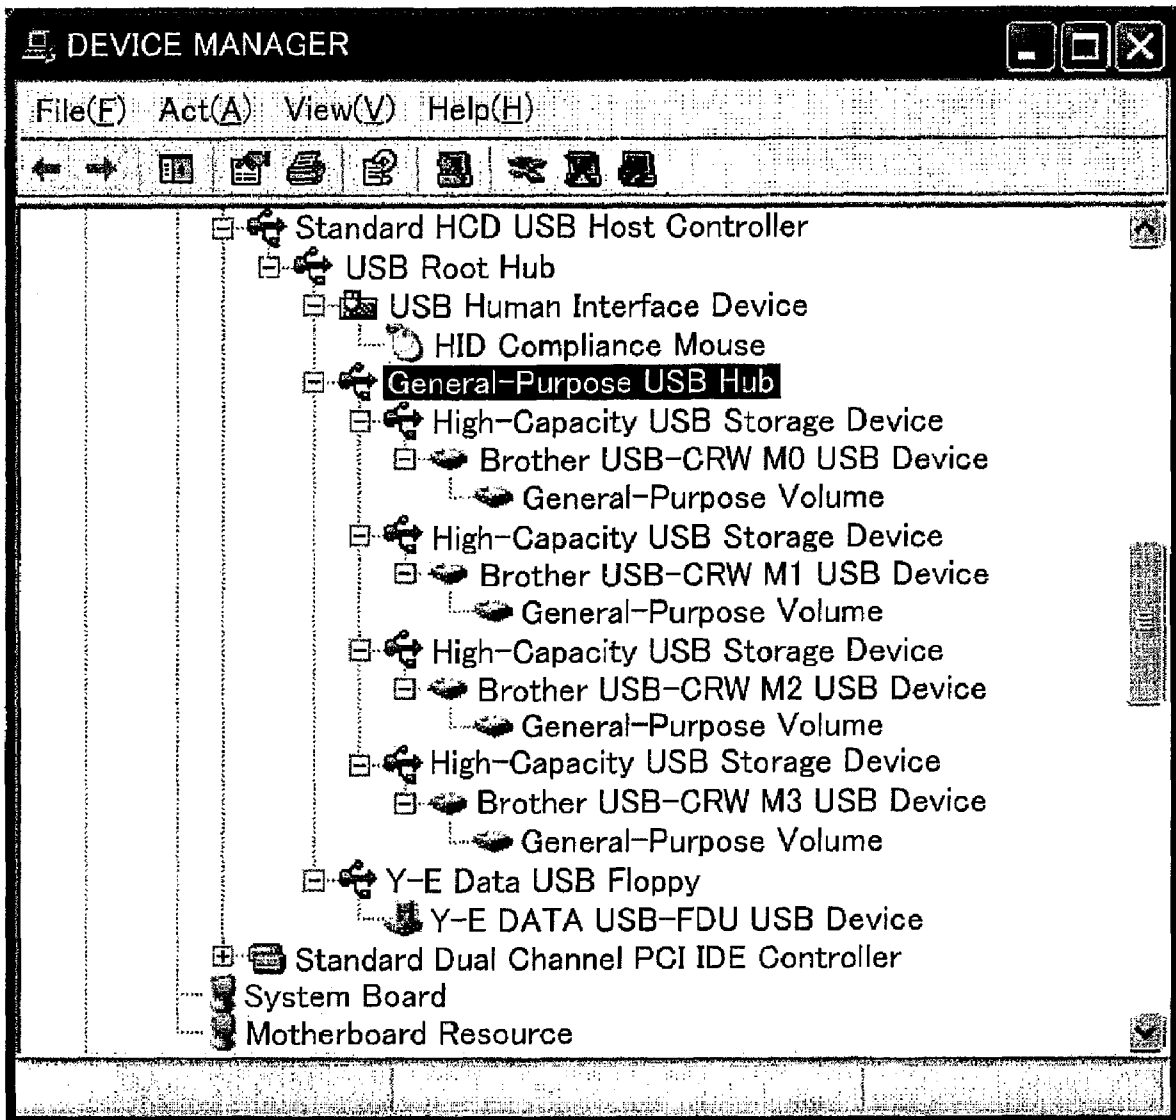 DEVICE MANAGER
File(F) Act(A) View(V) Help(H)
Standard HCD USB Host Controller
USB Root Hub
USB Human Interface Device
HID Compliance Mouse
General-Purpose USB Hub
High-Capacity USB Storage Device
Brother USB-CRW M0 USB Device
General-Purpose Volume
High-Capacity USB Storage Device
Brother USB-CRW M1 USB Device
General-Purpose Volume
High-Capacity USB Storage Device
Brother USB-CRW M2 USB Device
General-Purpose Volume
High-Capacity USB Storage Device
Brother USB-CRW M3 USB Device
General-Purpose Volume
Y-E Data USB Floppy
Y-E DATA USB-FDU USB Device
Standard Dual Channel PCI IDE Controller
System Board
Motherboard Resource